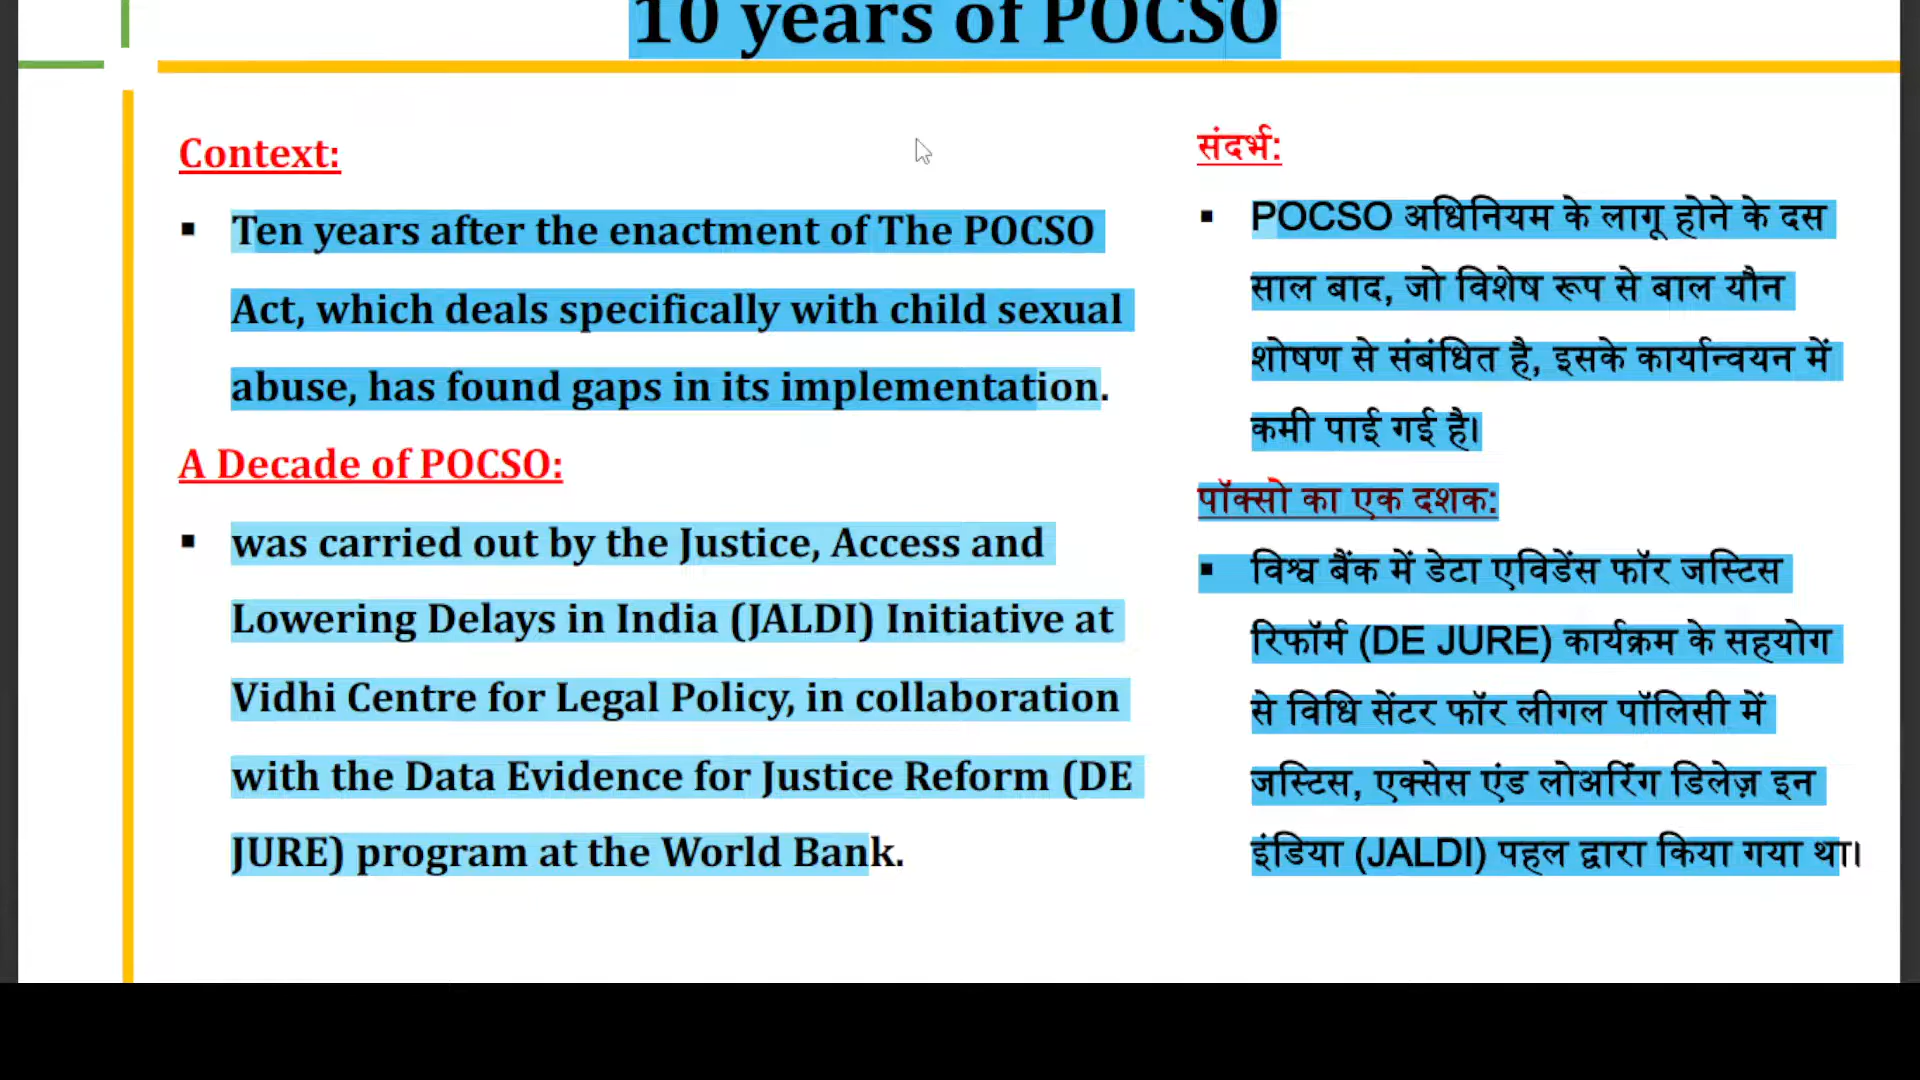 10 years of POCSO
Context:
▪ Ten years after the enactment of The POCSO
Act, which deals specifically with child sexual
abuse, has found gaps in its implementation.
A Decade of POCSO:
▪ was carried out by the Justice, Access and
Lowering Delays in India (JALDI) Initiative at
Vidhi Centre for Legal Policy, in collaboration
with the Data Evidence for Justice Reform (DE
JURE) program at the World Bank.
संदर्भ:
▪ POCSO अधिनियम के लागू होने के दस
साल बाद, जो विशेष रूप से बाल यौन
शोषण से संबंधित है, इसके कार्यान्वयन में
कमी पाई गई है।
पॉक्सो का एक दशक:
▪ विश्व बैंक में डेटा एविडेंस फॉर जस्टिस
रिफॉर्म (DE JURE) कार्यक्रम के सहयोग
से विधि सेंटर फॉर लीगल पॉलिसी में
जस्टिस, एक्सेस एंड लोअरिंग डिलेज़ इन
इंडिया (JALDI) पहल द्वारा किया गया था।